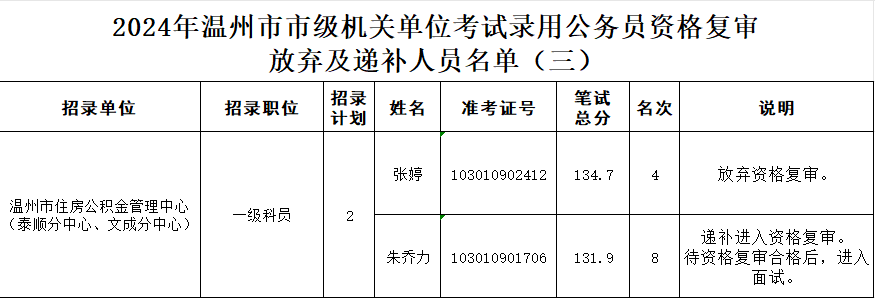 2024年温州市市级机关单位考试录用公务员资格复审
放弃及递补人员名单（三）
招录单位 招录职位 招录计划 姓名 准考证号 笔试总分 名次 说明
温州市住房公积金管理中心
（泰顺分中心、文成分中心）
一级科员
2
张婷 103010902412 134.7 4 放弃资格复审。
朱乔力 103010901706 131.9 8 递补进入资格复审。
待资格复审合格后，进入
面试。